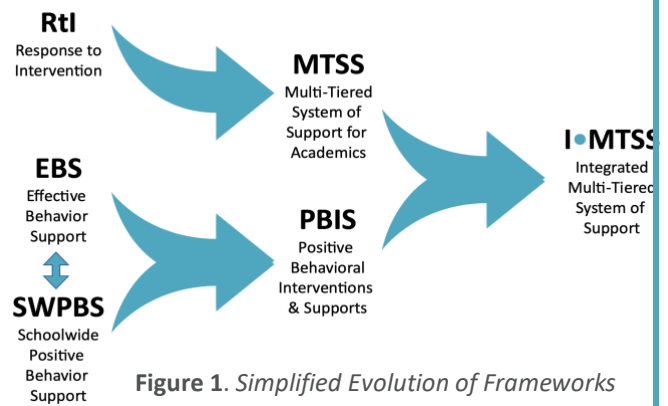 RtI
Response to
Intervention
EBS
Effective
Behavior
Support
SWPBS
Schoolwide
Positive
Behavior
Support
MTSS
Multi-Tiered
System of
Support for
Academics
PBIS
Positive
Behavioral
Interventions
& Supports
I•MTSS
Integrated
Multi-Tiered
System of
Support
Figure 1. Simplified Evolution of Frameworks